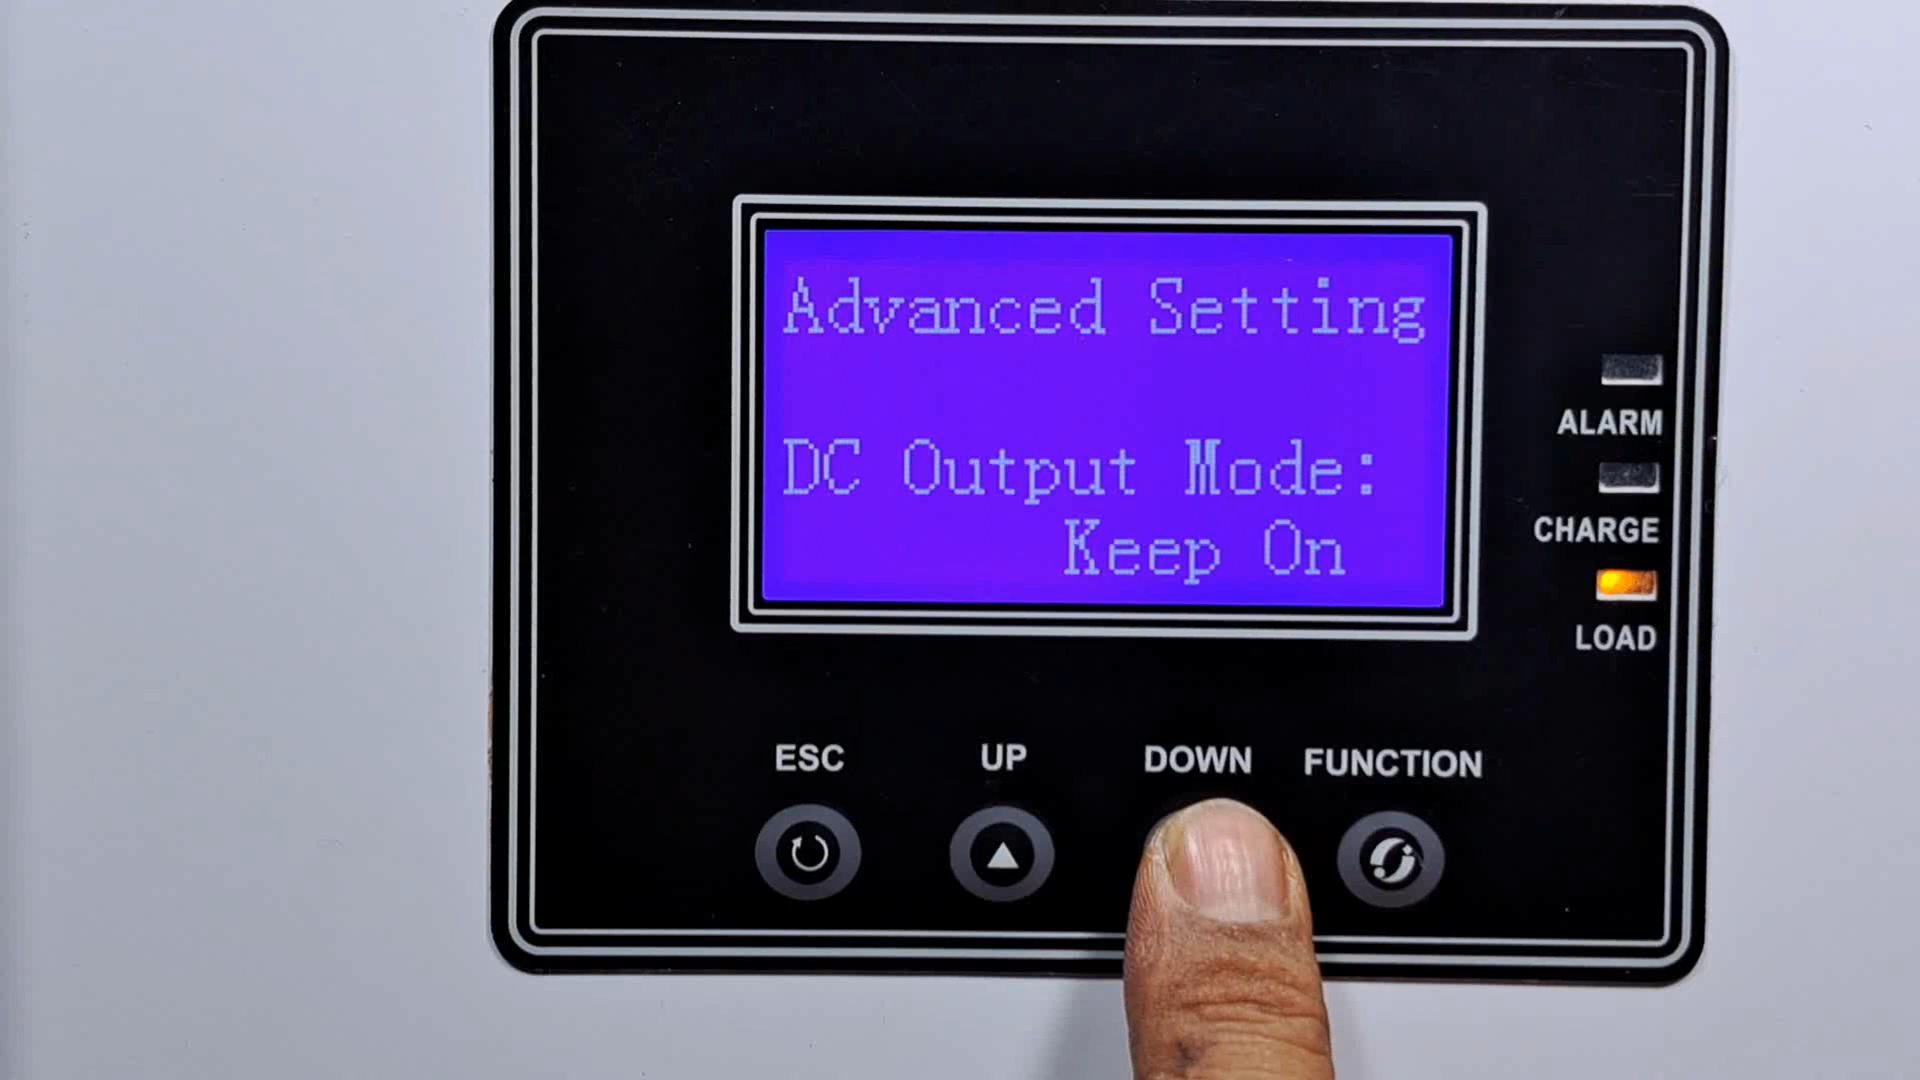 Advanced Setting
DC Output Mode:
Keep On
ALARM
CHARGE
LOAD
ESC
UP
DOWN
FUNCTION